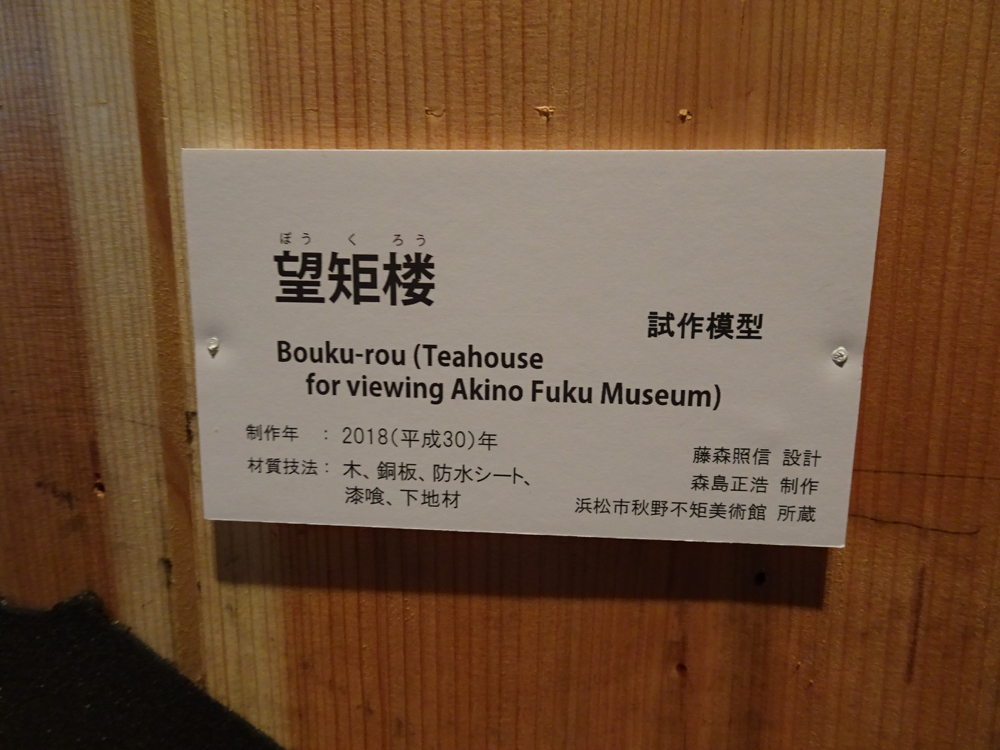 ぼう く ろう
望矩楼
試作模型
Bouku-rou (Teahouse
for viewing Akino Fuku Museum)
制作年 : 2018(平成30)年
材質技法: 木、銅板、防水シート、
漆喰、下地材
藤森照信 設計
森島正浩 制作
浜松市秋野不矩美術館 所蔵